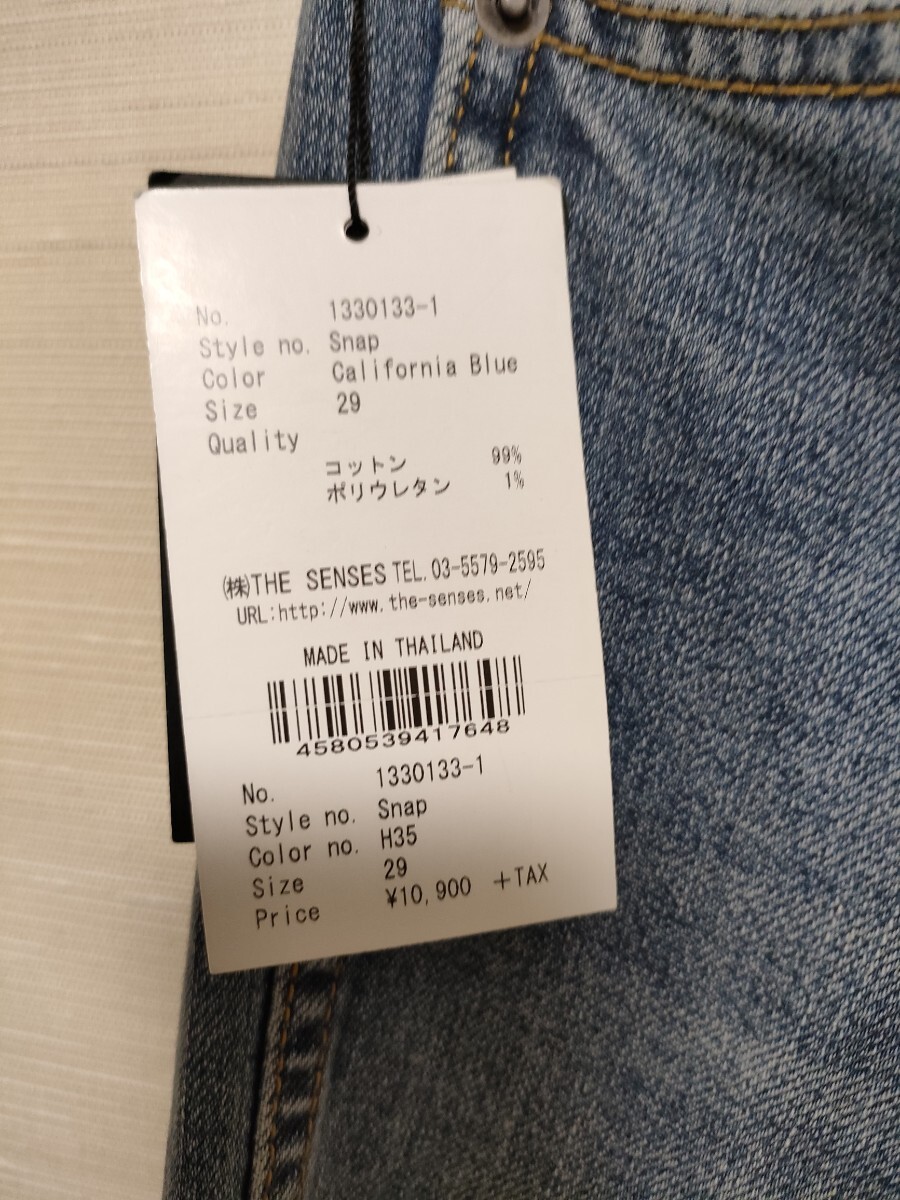 No. 1330133-1
Style no. Snap
Color California Blue
Size 29
Quality
コットン 99%
ポリウレタン 1%
㈱THE SENSES TEL.03-5579-2595
URL:http://www.the-senses.net/
MADE IN THAILAND
4580539417648
No. 1330133-1
Style no. Snap
Color no. H35
Size 29
Price ¥10,900 +TAX